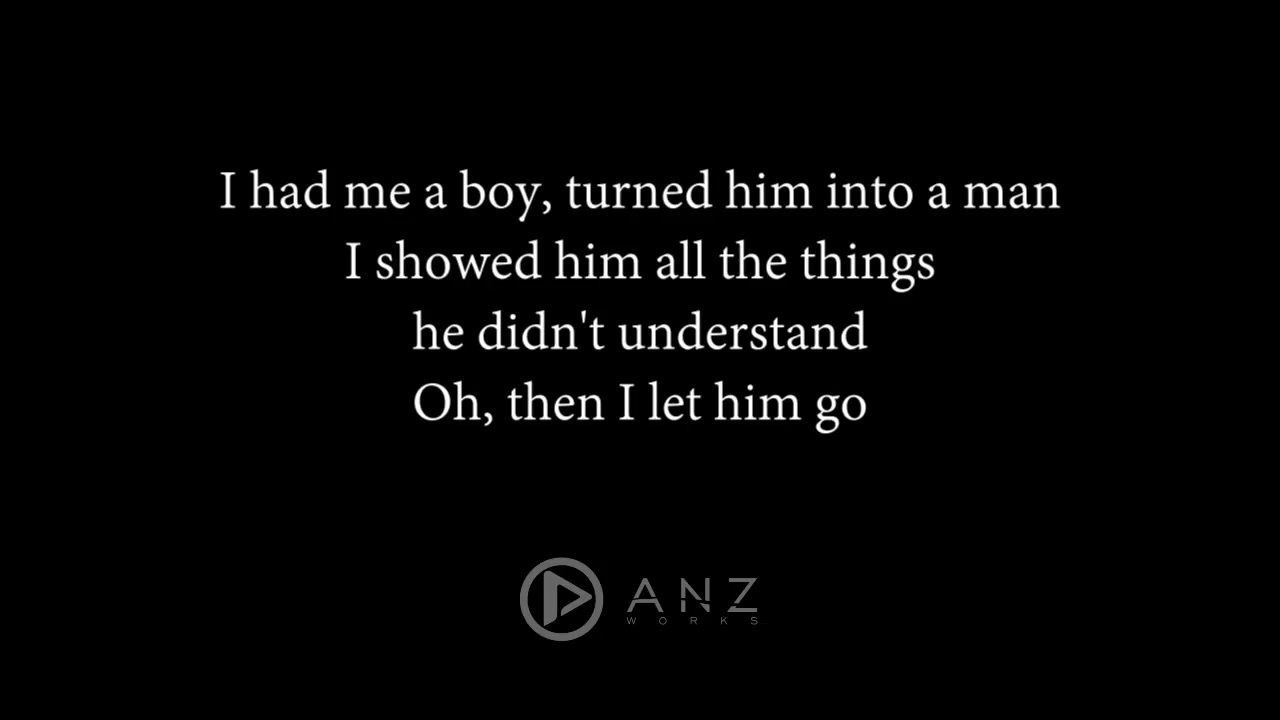 I had me a boy, turned him into a man
I showed him all the things
he didn't understand
Oh, then I let him go
ANZ
WORKS